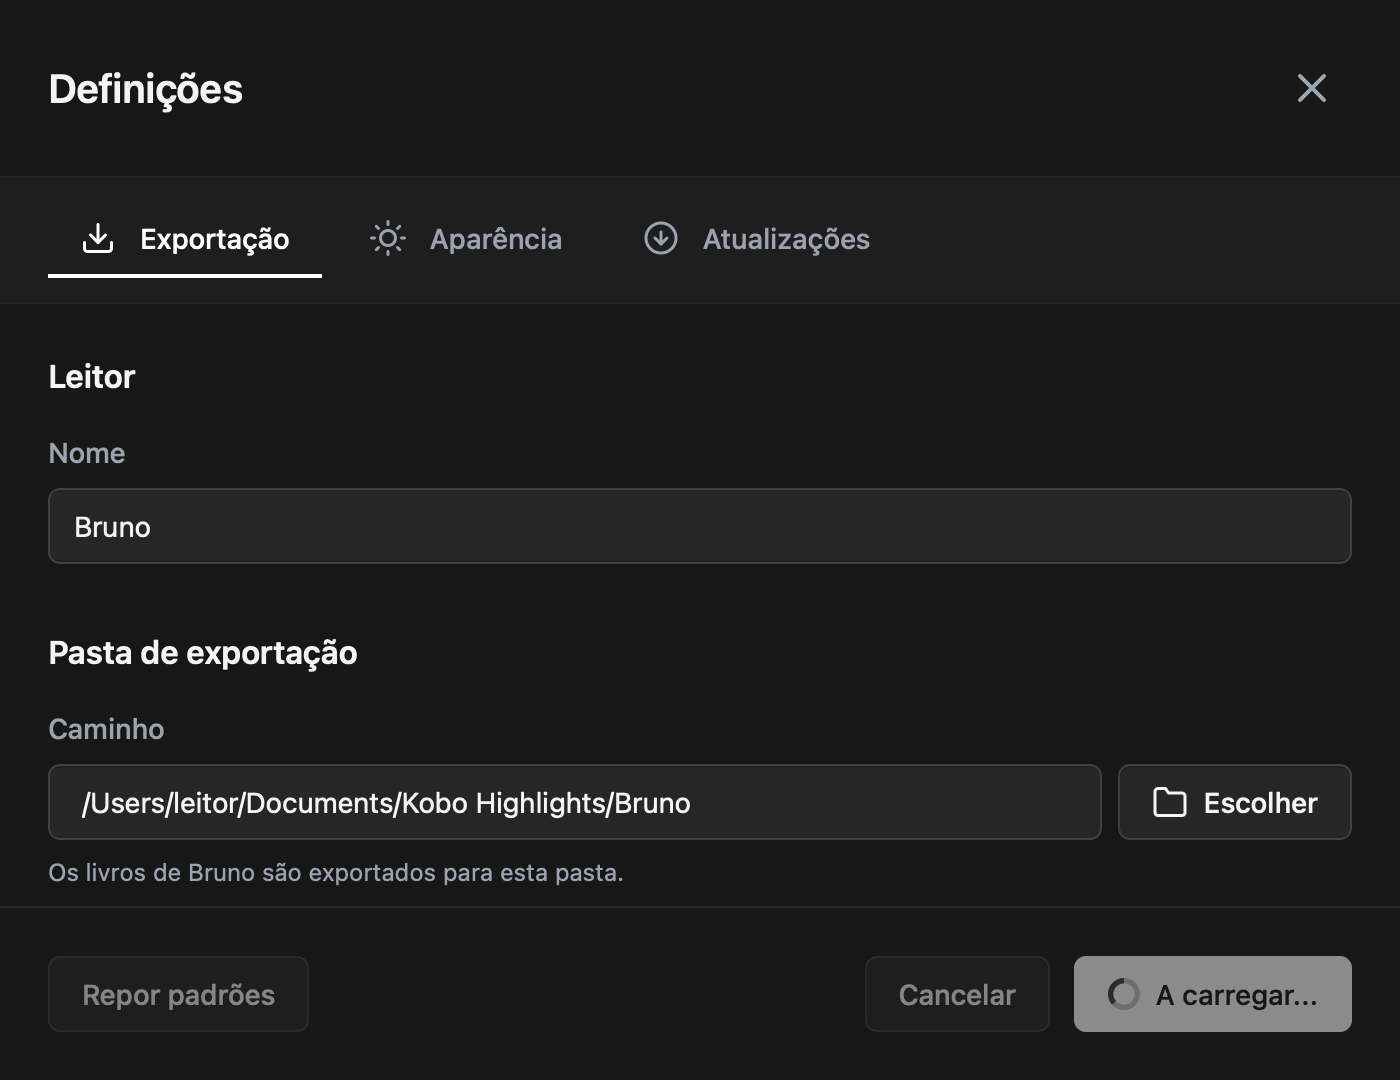 Definições
Exportação Aparência Atualizações
Leitor
Nome
Bruno
Pasta de exportação
Caminho
/Users/leitor/Documents/Kobo Highlights/Bruno Escolher
Os livros de Bruno são exportados para esta pasta.
Repor padrões Cancelar A carregar...